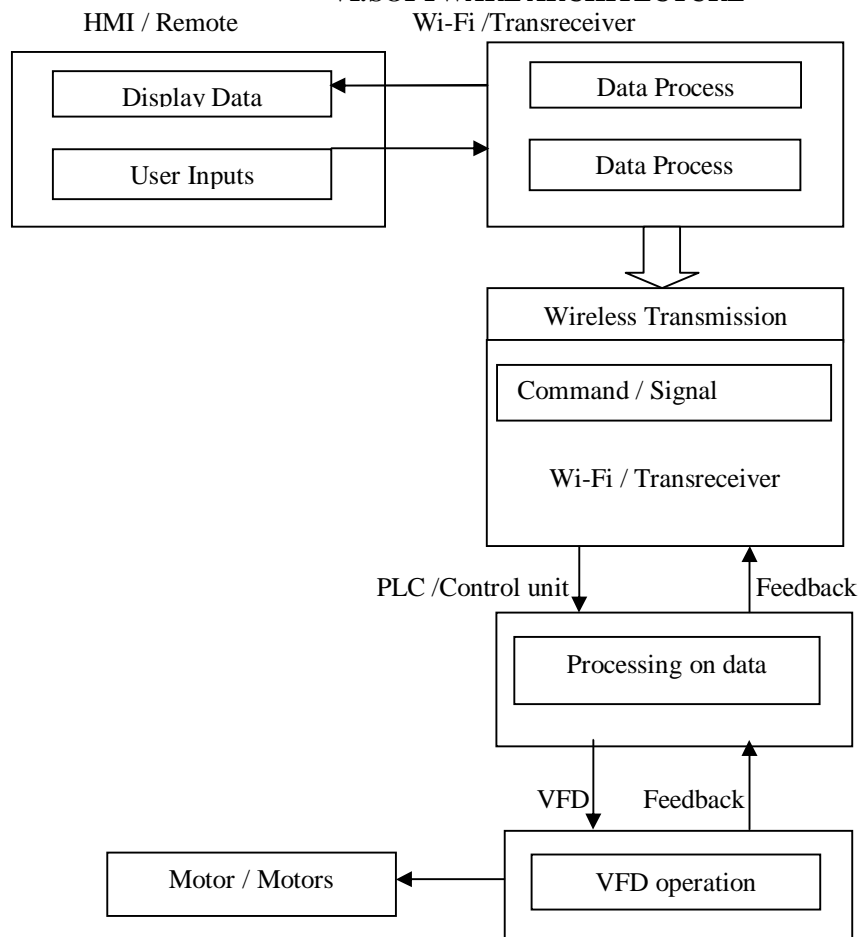 HMI / Remote
Wi-Fi /Transreceiver
Display Data
Data Process
User Inputs
Data Process
Wireless Transmission
Command / Signal
Wi-Fi / Transreceiver
PLC /Control unit
Feedback
Processing on data
VFD
Feedback
Motor / Motors
VFD operation